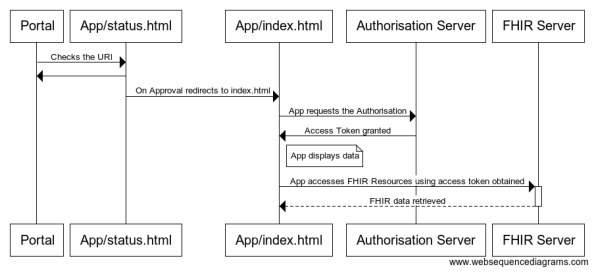 Portal
App/status.html
App/index.html
Authorisation Server
FHIR Server
Checks the URI
On Approval redirects to index.html
App requests the Authorisation
Access Token granted
App displays data
App accesses FHIR Resources using access token obtained
FHIR data retrieved
Portal
App/status.html
App/index.html
Authorisation Server
FHIR Server
www.websequencediagrams.com